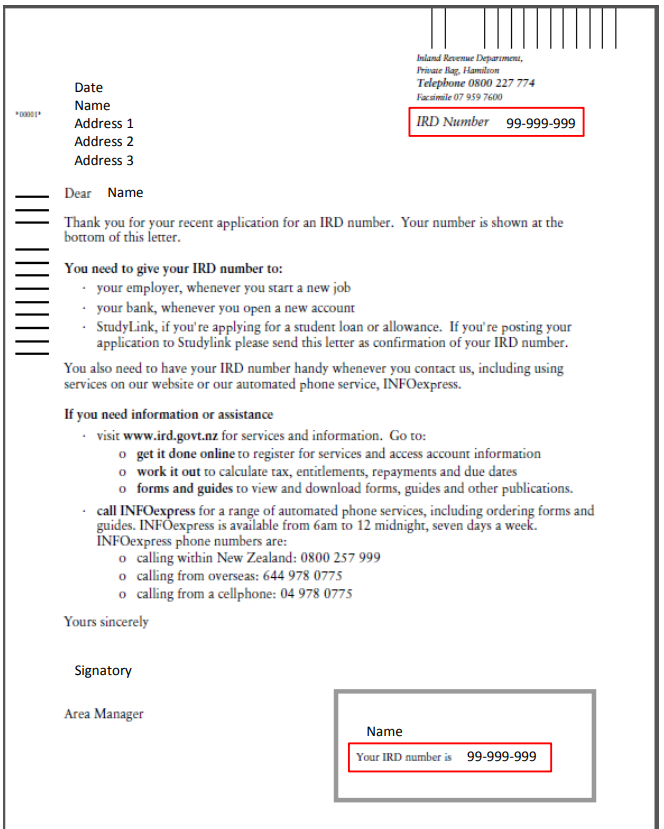 Inland Revenue Department,
Private Bag, Hamilton
Telephone 0800 227 774
Facsimile 07 959 7600
IRD Number 99-999-999
Date
Name
*00001*
Address 1
Address 2
Address 3
Dear Name
Thank you for your recent application for an IRD number. Your number is shown at the
bottom of this letter.
You need to give your IRD number to:
· your employer, whenever you start a new job
· your bank, whenever you open a new account
· StudyLink, if you're applying for a student loan or allowance. If you're posting your
application to Studylink please send this letter as confirmation of your IRD number.
You also need to have your IRD number handy whenever you contact us, including using
services on our website or our automated phone service, INFOexpress.
If you need information or assistance
· visit www.ird.govt.nz for services and information. Go to:
o get it done online to register for services and access account information
o work it out to calculate tax, entitlements, repayments and due dates
o forms and guides to view and download forms, guides and other publications.
· call INFOexpress for a range of automated phone services, including ordering forms and
guides. INFOexpress is available from 6am to 12 midnight, seven days a week.
INFOexpress phone numbers are:
o calling within New Zealand: 0800 257 999
o calling from overseas: 644 978 0775
o calling from a cellphone: 04 978 0775
Yours sincerely
Signatory
Area Manager
Name
Your IRD number is 99-999-999